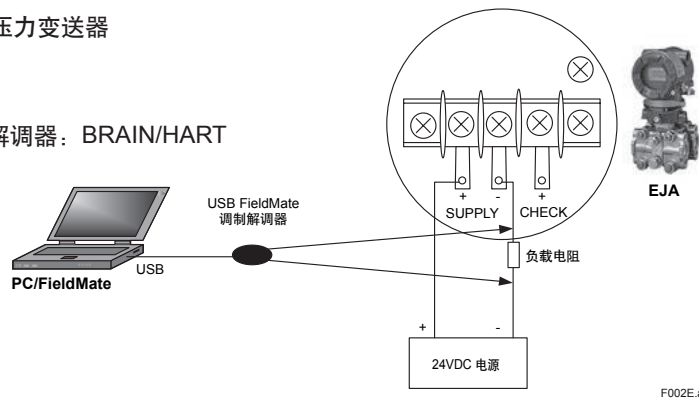 压力变送器
解调器：BRAIN/HART
EJA
+ - +
SUPPLY CHECK
USB FieldMate
调制解调器
负载电阻
USB
PC/FieldMate
+ -
24VDC 电源
F002E.